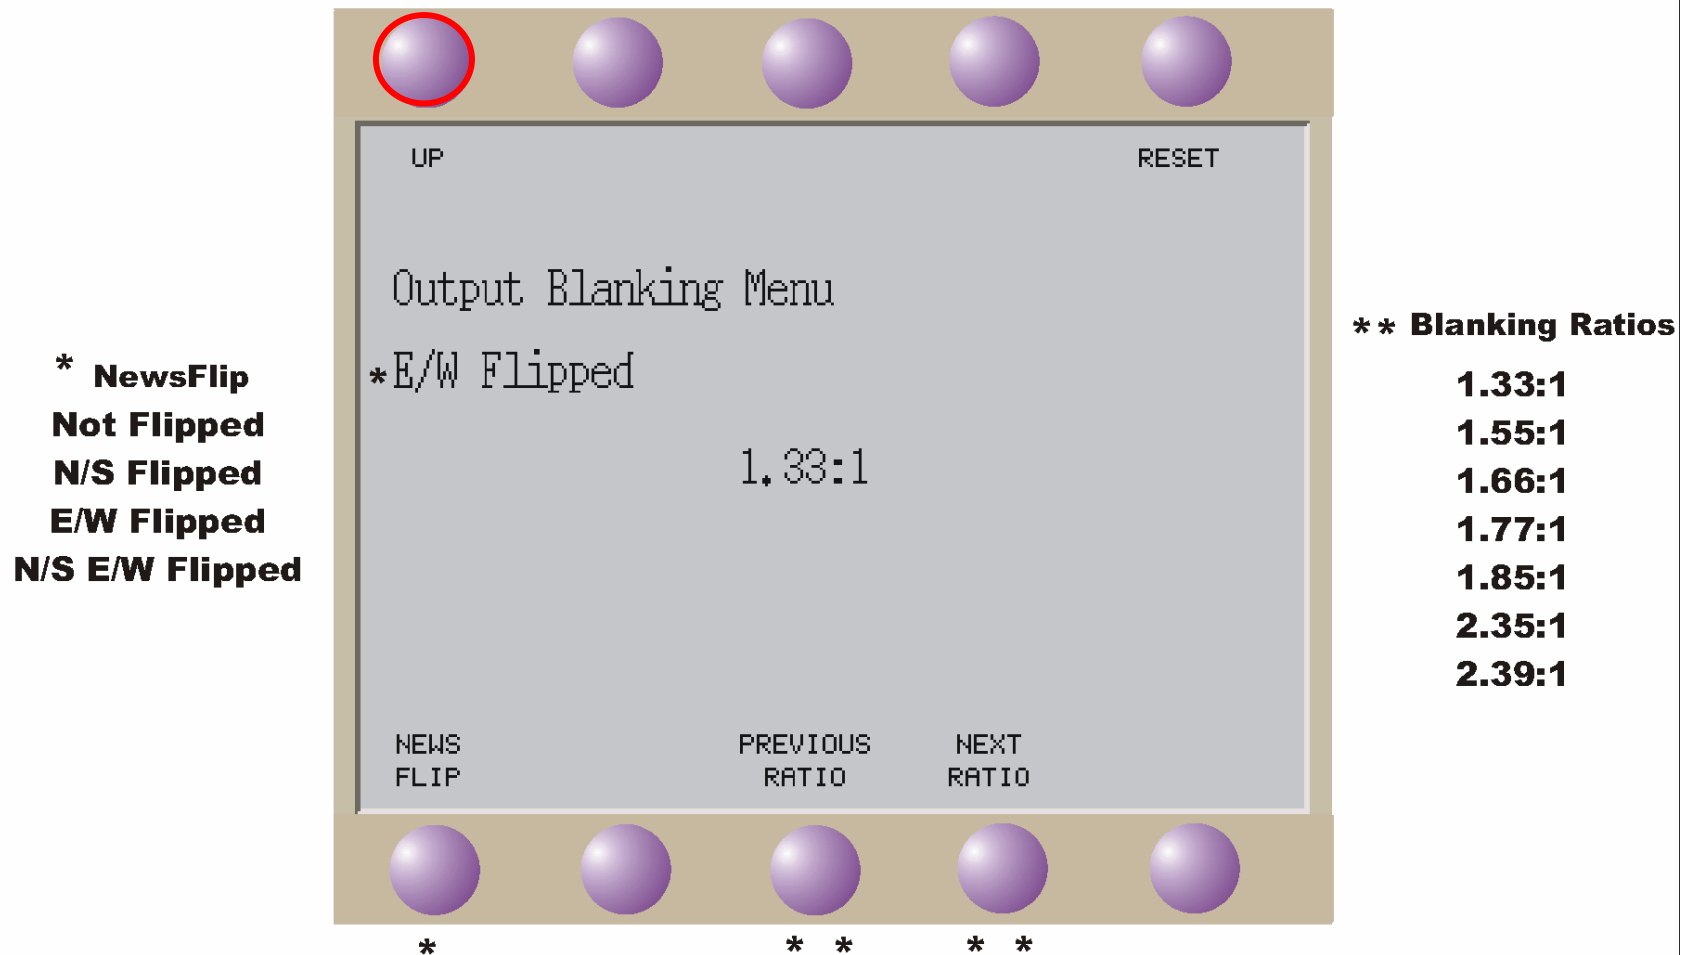 UP RESET
Output Blanking Menu
*E/W Flipped
1.33:1
NEWS FLIP
PREVIOUS RATIO
NEXT RATIO
* NewsFlip
Not Flipped
N/S Flipped
E/W Flipped
N/S E/W Flipped
** Blanking Ratios
1.33:1
1.55:1
1.66:1
1.77:1
1.85:1
2.35:1
2.39:1
* * * * *